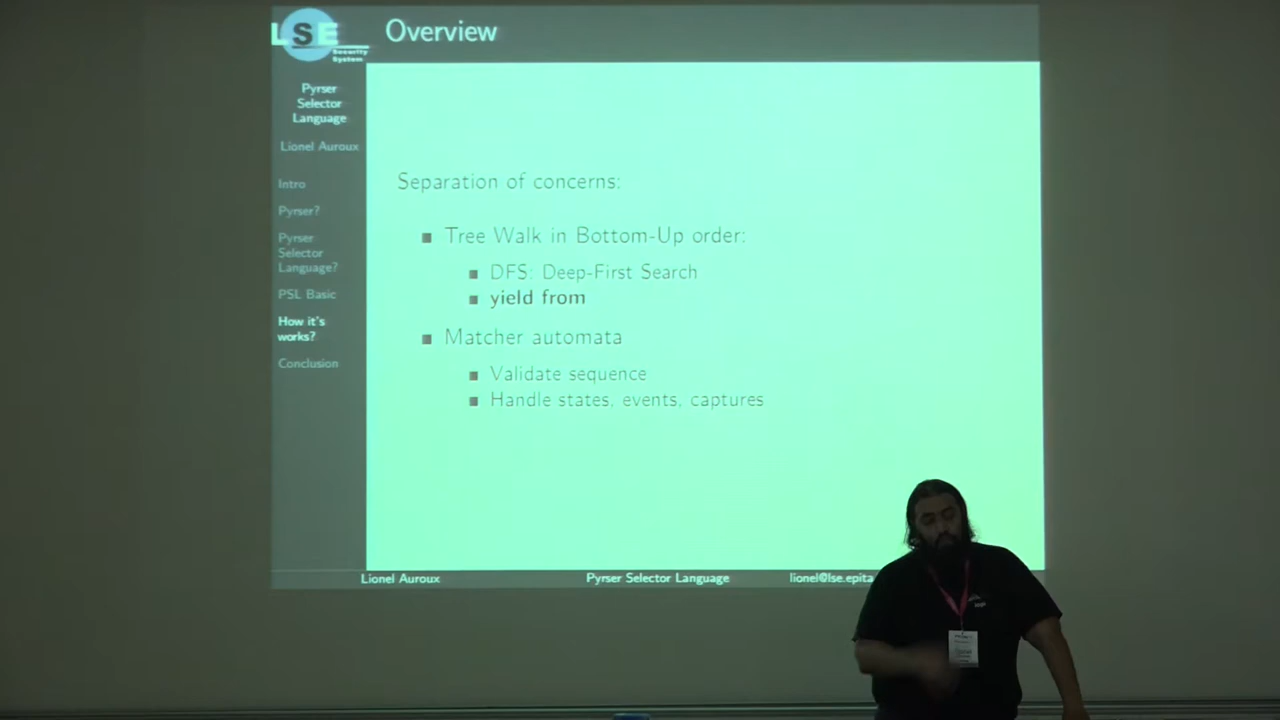 LSE
Security
System
Overview
Pyrser
Selector
Language
Lionel Auroux
Intro
Pyrser?
Pyrser
Selector
Language?
PSL Basic
How it's
works?
Conclusion
Separation of concerns:
Tree Walk in Bottom-Up order:
DFS: Deep-First Search
yield from
Matcher automata
Validate sequence
Handle states, events, captures
Lionel Auroux
Pyrser Selector Language
lionel@lse.epita